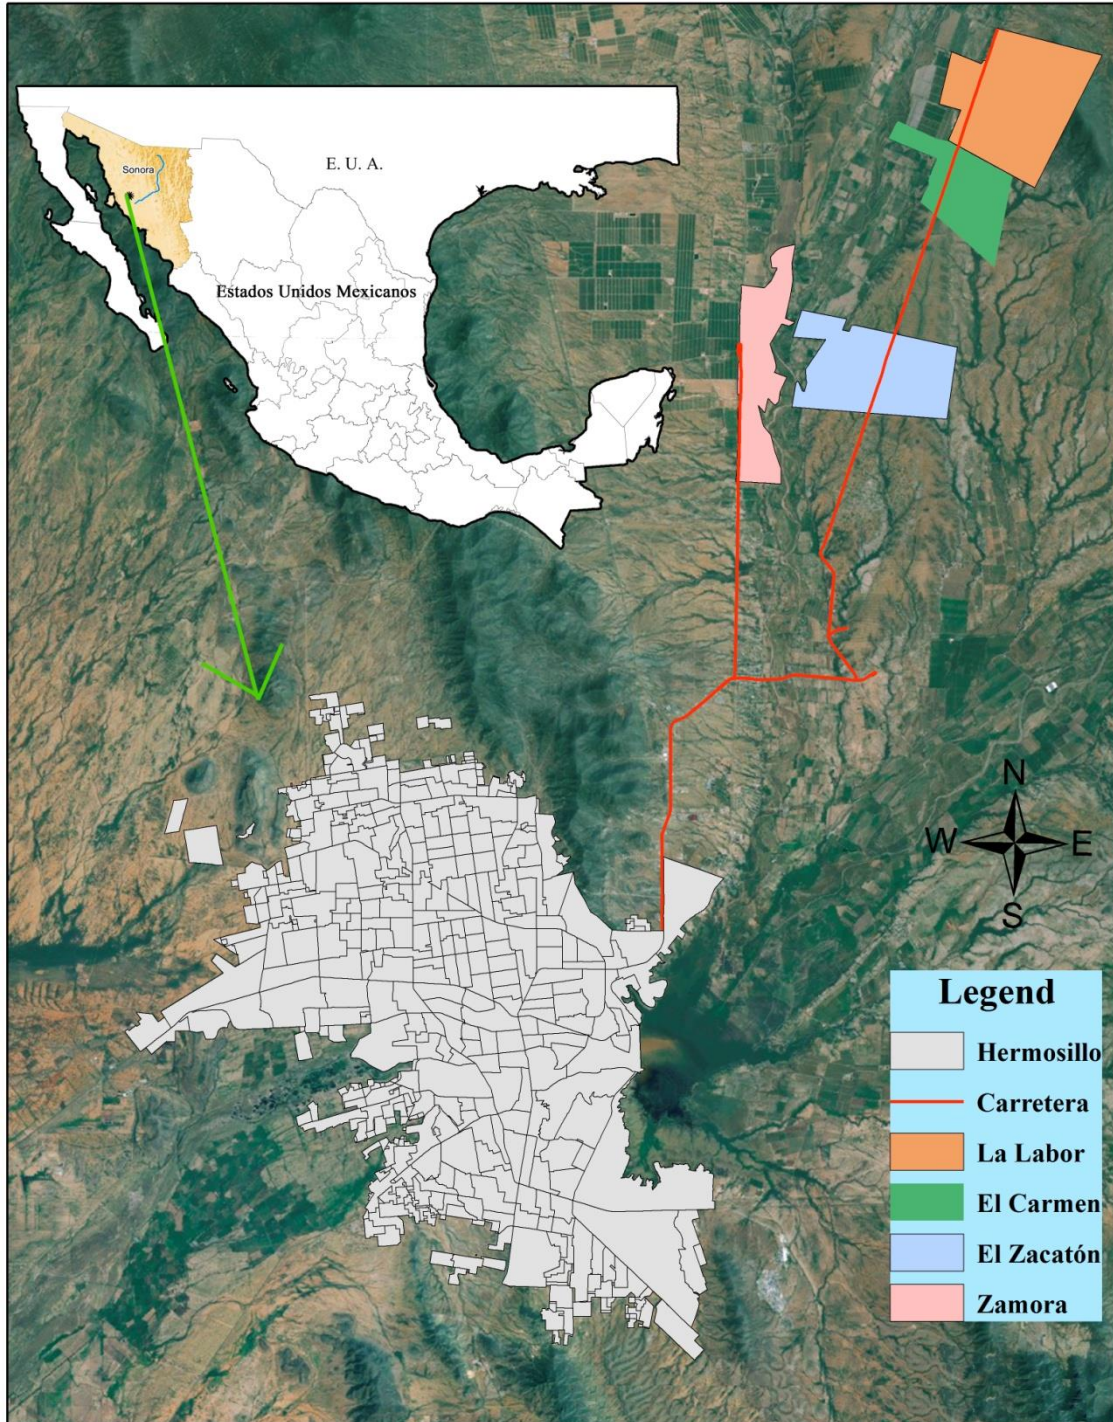 E. U. A.
Sonora
Estados Unidos Mexicanos
N
W
E
S
Legend
Hermosillo
Carretera
La Labor
El Carmen
El Zacatón
Zamora